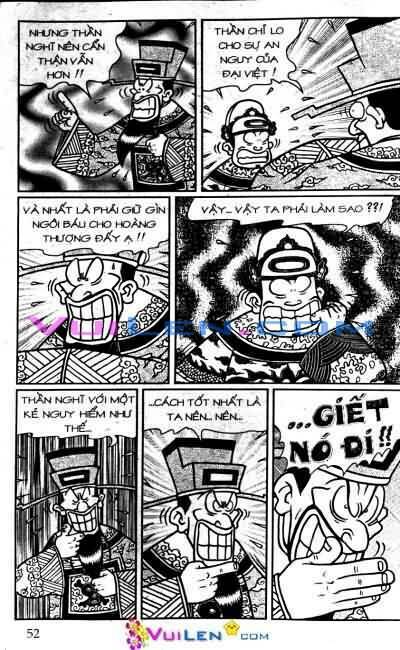 NHƯNG THẦN
NGHĨ NÊN CẨN
THẬN VẪN
HƠN !!
THẦN CHỈ LO
CHO SỰ AN
NGUY CỦA
ĐẠI VIỆT !
VÀ NHẤT LÀ PHẢI GIỮ GÌN
NGÔI BÁU CHO HOÀNG
THƯỢNG ĐẤY Ạ !!
VẬY... VẬY TA PHẢI LÀM SAO ??!
VUILEN.COM
THẦN NGHĨ VỚI MỘT
KẺ NGUY HIỂM NHƯ
THẾ...
...CÁCH TỐT NHẤT LÀ
TA NÊN... NÊN...
...GIẾT
NÓ ĐI!!
52
VUILEN.COM